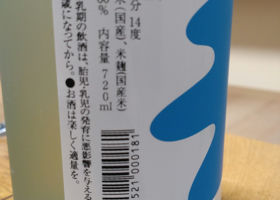 分 14度
米(国産)、米麹(国産米)
60% 内容量 720ml
乳期の飲酒は、胎児・乳児の発育に悪影響を与える
歳になってから。●お酒は楽しく適量を。
521000181